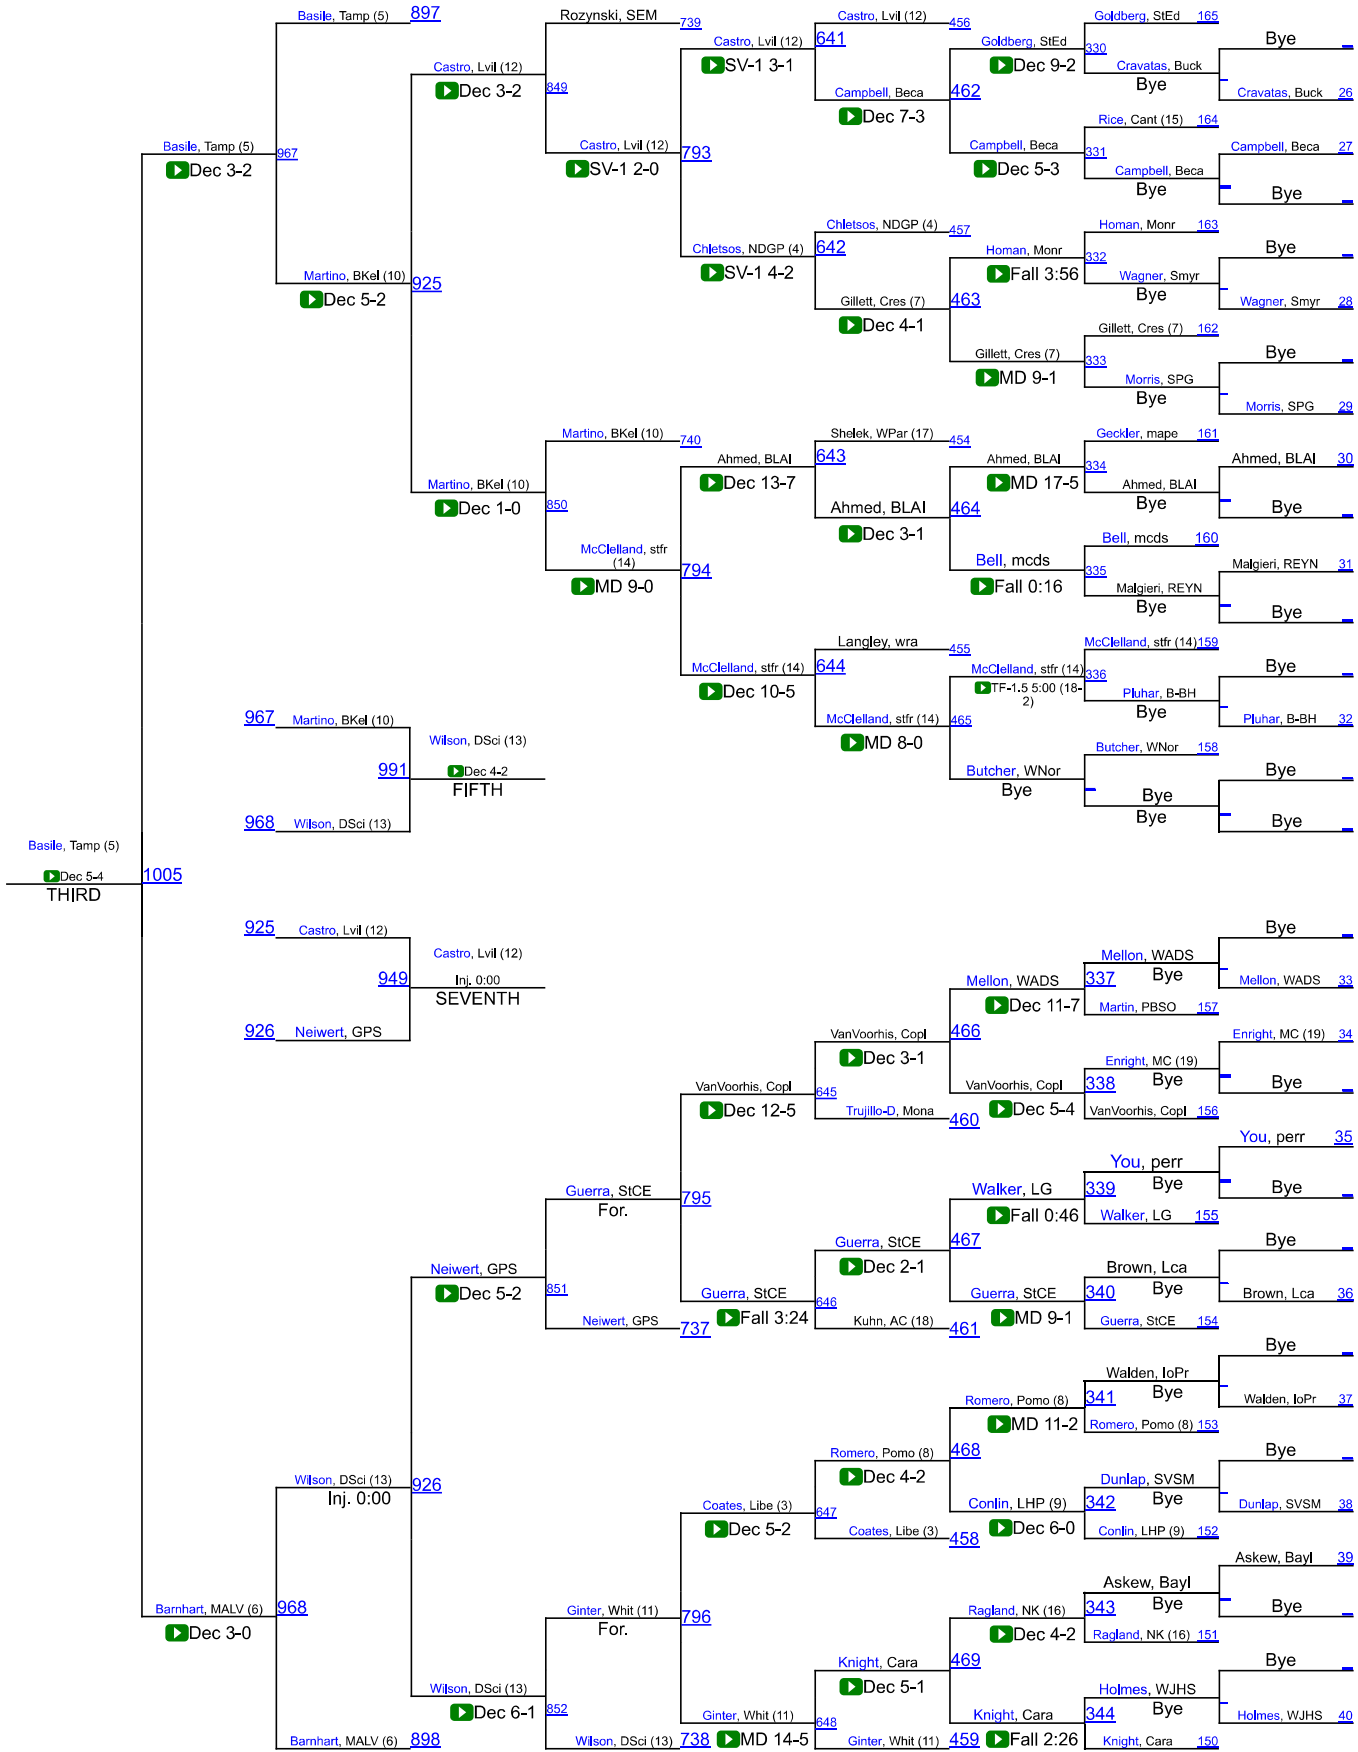 Basile, Tamp (5) 897
Rozynski, SEM 739
Castro, Lvil (12) 456
Goldberg, StEd 165
Bye
Castro, Lvil (12) 641
Goldberg, StEd 330
Dec 9-2
SV-1 3-1
Castro, Lvil (12)
Dec 3-2
849
Cravatas, Buck
Bye
Cravatas, Buck 26
Campbell, Beca 462
Dec 7-3
Rice, Cant (15) 164
Basile, Tamp (5) 967
Dec 3-2
Castro, Lvil (12) 793
SV-1 2-0
Campbell, Beca 331
Dec 5-3
Campbell, Beca 27
Campbell, Beca
Bye
Bye
Chletsos, NDGP (4) 457
Homan, Monr 163
Chletsos, NDGP (4) 642
SV-1 4-2
Homan, Monr 332
Fall 3:56
Bye
Martino, BKel (10) 925
Dec 5-2
Wagner, Smyr
Bye
Wagner, Smyr 28
Gillett, Cres (7) 463
Dec 4-1
Gillett, Cres (7) 162
Gillett, Cres (7) 333
MD 9-1
Bye
Morris, SPG
Bye
Morris, SPG 29
Martino, BKel (10) 740
Shelek, WPar (17) 454
Geckler, mape 161
Ahmed, BLAI 643
Dec 13-7
Ahmed, BLAI 334
MD 17-5
Ahmed, BLAI 30
Martino, BKel (10)
Dec 1-0
850
Ahmed, BLAI
Bye
Bye
Ahmed, BLAI 464
Dec 3-1
Bell, mcds 160
McClelland, stfr
(14)
794
MD 9-0
Bell, mcds 335
Fall 0:16
Malgieri, REYN 31
Malgieri, REYN
Bye
Bye
Langley, wra 455
McClelland, stfr (14) 159
McClelland, stfr (14) 644
Dec 10-5
McClelland, stfr (14) 336
TF-1.5 5:00 (18-
2)
Bye
Pluhar, B-BH
Bye
Pluhar, B-BH 32
967 Martino, BKel (10)
McClelland, stfr (14) 465
MD 8-0
Wilson, DSci (13)
Butcher, WNor 158
991
Dec 4-2
FIFTH
Butcher, WNor
Bye
Bye
Bye
Bye
968 Wilson, DSci (13)
Bye
Basile, Tamp (5)
Dec 5-4
1005
THIRD
925 Castro, Lvil (12)
Bye
Castro, Lvil (12)
Mellon, WADS
Bye
949
Inj. 0:00
SEVENTH
Mellon, WADS 337
Dec 11-7
Mellon, WADS 33
Martin, PBSO 157
926 Neiwert, GPS
VanVoorhis, Copl 466
Dec 3-1
Enright, MC (19) 34
Enright, MC (19)
Bye
Bye
VanVoorhis, Copl 645
Dec 12-5
VanVoorhis, Copl 338
Dec 5-4
Trujillo-D, Mona 460
VanVoorhis, Copl 156
You, perr 35
You, perr
Bye
Bye
Guerra, StCE 795
For.
Walker, LG 339
Fall 0:46
Walker, LG 155
Guerra, StCE 467
Dec 2-1
Bye
Neiwert, GPS
Dec 5-2
851
Brown, Lca
Bye
Guerra, StCE 646
Fall 3:24
Guerra, StCE 340
MD 9-1
Brown, Lca 36
Neiwert, GPS 737
Kuhn, AC (18) 461
Guerra, StCE 154
Bye
Walden, IoPr
Bye
Romero, Pomo (8) 341
MD 11-2
Walden, IoPr 37
Romero, Pomo (8) 153
Romero, Pomo (8) 468
Dec 4-2
Bye
Wilson, DSci (13) 926
Inj. 0:00
Dunlap, SVSM
Bye
Coates, Libe (3) 647
Dec 5-2
Conlin, LHP (9) 342
Dec 6-0
Dunlap, SVSM 38
Coates, Libe (3) 458
Conlin, LHP (9) 152
Askew, Bayl 39
Askew, Bayl
Bye
Bye
Barnhart, MALV (6) 968
Dec 3-0
Ginter, Whit (11) 796
For.
Ragland, NK (16) 343
Dec 4-2
Ragland, NK (16) 151
Knight, Cara 469
Dec 5-1
Bye
Wilson, DSci (13)
Dec 6-1
852
Holmes, WJHS
Bye
Ginter, Whit (11) 648
MD 14-5
Knight, Cara 344
Fall 2:26
Holmes, WJHS 40
Barnhart, MALV (6) 898
Wilson, DSci (13) 738
Ginter, Whit (11) 459
Knight, Cara 150